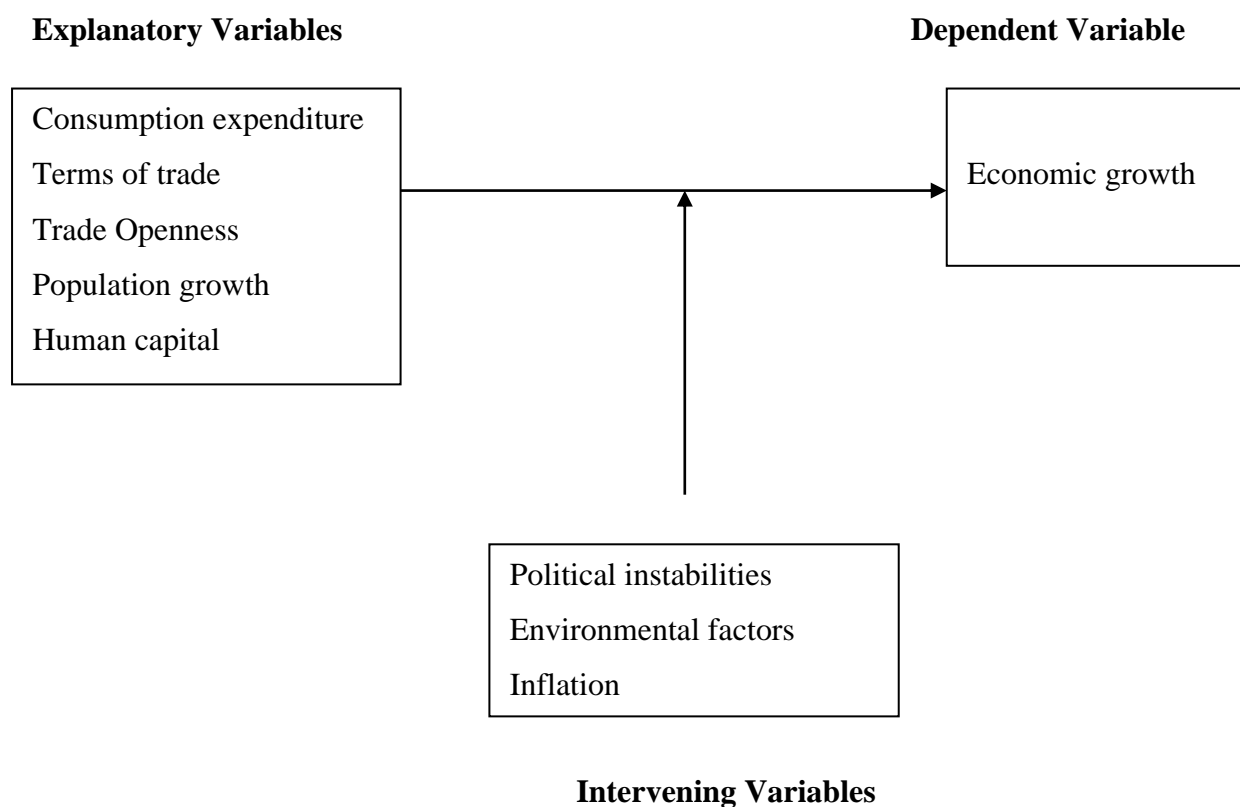 Explanatory Variables
Dependent Variable
Consumption expenditure
Terms of trade
Trade Openness
Population growth
Human capital
Economic growth
Political instabilities
Environmental factors
Inflation
Intervening Variables